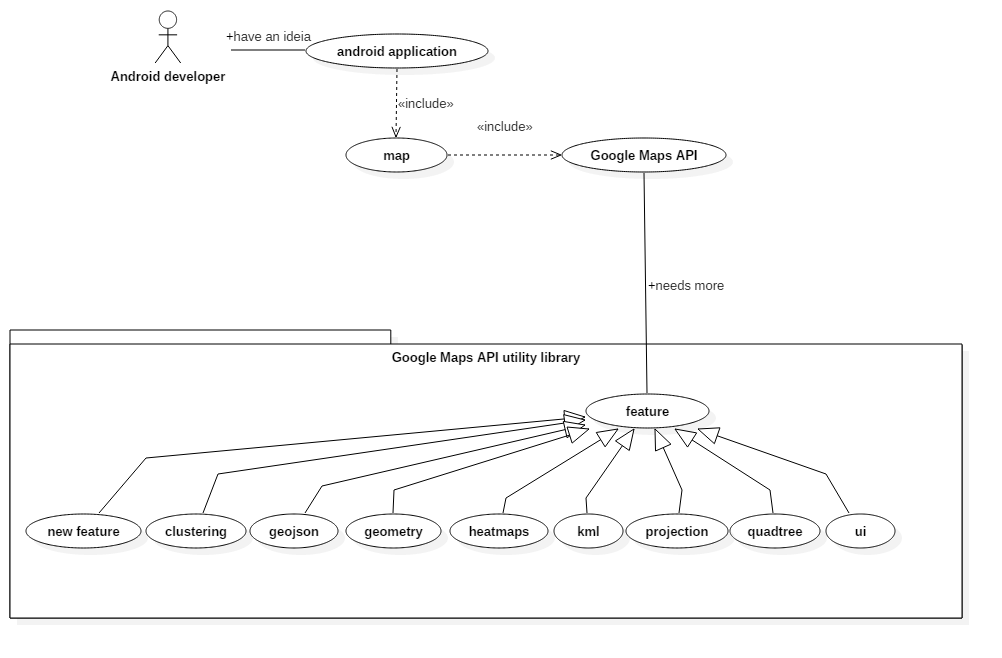 +have an ideia
android application
Android developer
«include»
«include»
map
Google Maps API
+needs more
Google Maps API utility library
feature
new feature
clustering
geojson
geometry
heatmaps
kml
projection
quadtree
ui